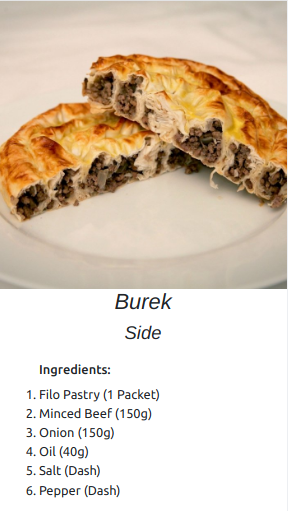 Burek
Side
Ingredients:
1. Filo Pastry (1 Packet)
2. Minced Beef (150g)
3. Onion (150g)
4. Oil (40g)
5. Salt (Dash)
6. Pepper (Dash)